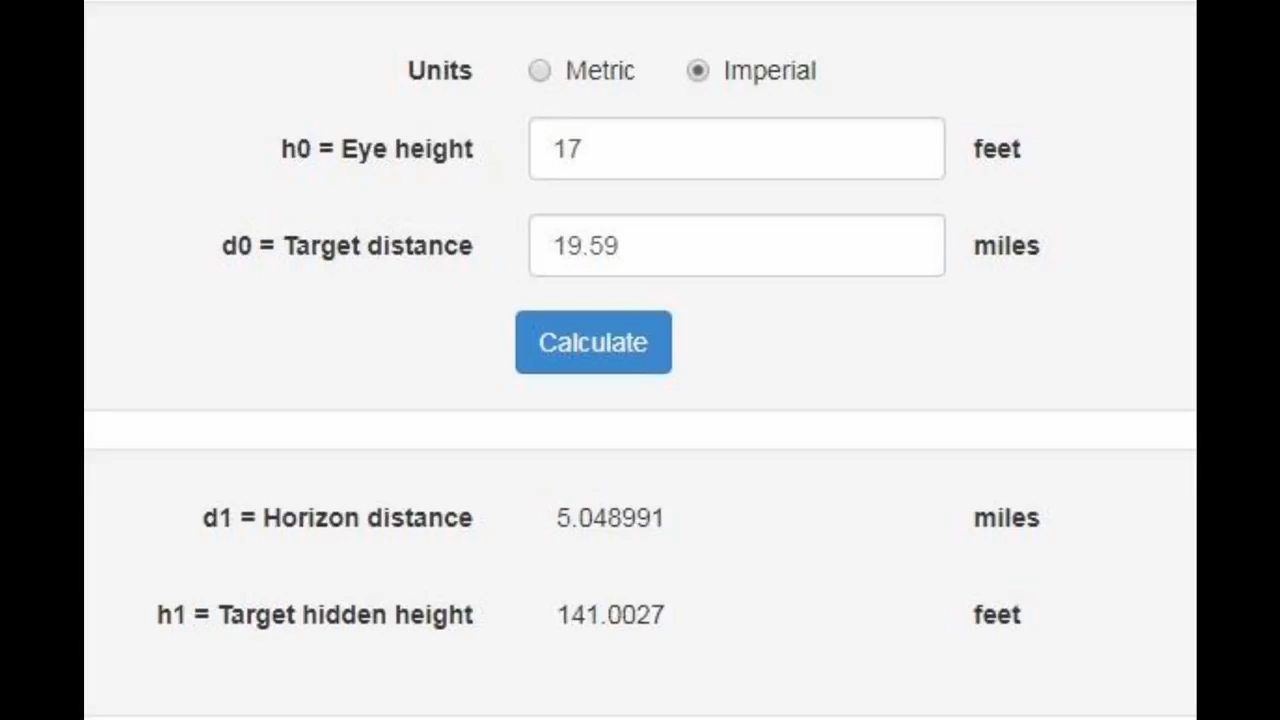 Units Metric Imperial
h0 = Eye height 17 feet
d0 = Target distance 19.59 miles
Calculate
d1 = Horizon distance 5.048991 miles
h1 = Target hidden height 141.0027 feet